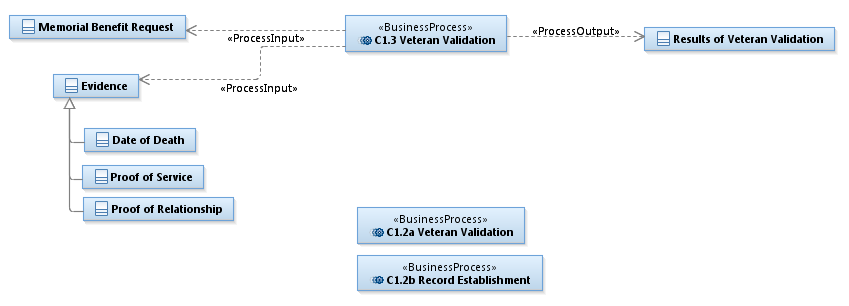 Memorial Benefit Request
«ProcessInput»
«BusinessProcess»
C1.3 Veteran Validation
«ProcessOutput»
Results of Veteran Validation
Evidence
«ProcessInput»
Date of Death
Proof of Service
Proof of Relationship
«BusinessProcess»
C1.2a Veteran Validation
«BusinessProcess»
C1.2b Record Establishment